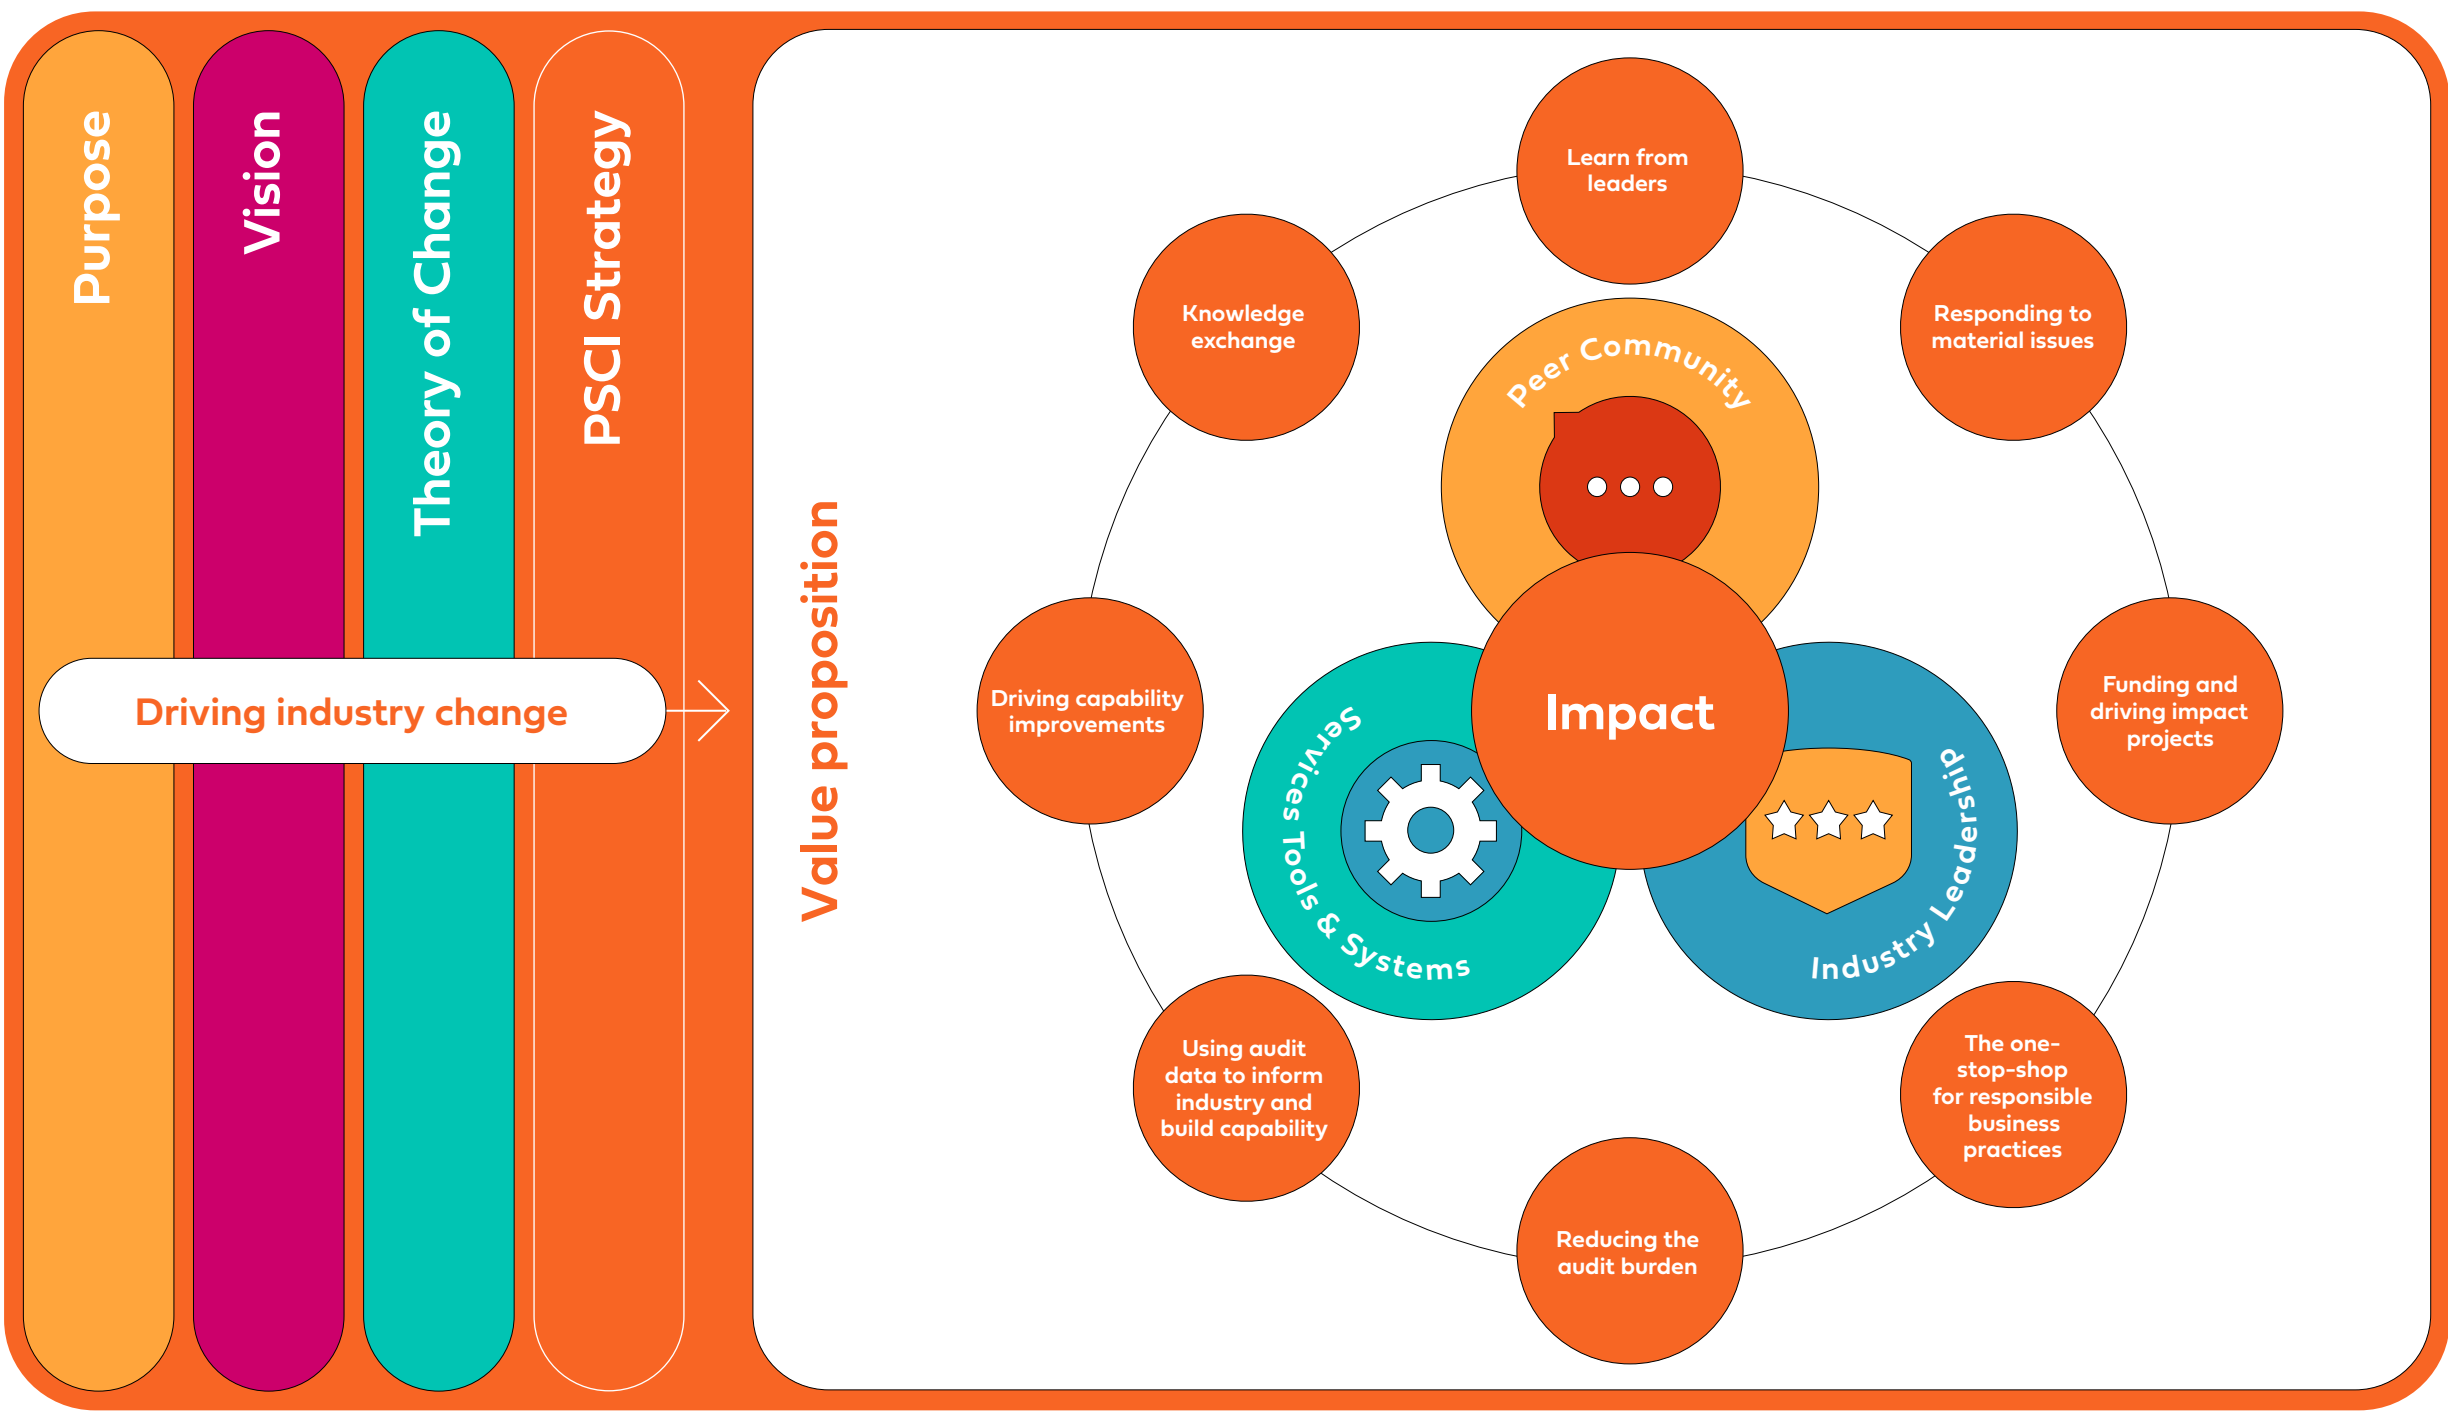 Purpose
Vision
Theory of Change
PSCI Strategy
Driving industry change
Value proposition
Learn from
leaders
Responding to
material issues
Funding and
driving impact
projects
The one-
stop-shop
for responsible
business
practices
Reducing the
audit burden
Using audit
data to inform
industry and
build capability
Driving capability
improvements
Knowledge
exchange
Peer Community
Impact
Services Tools & Systems
Industry Leadership